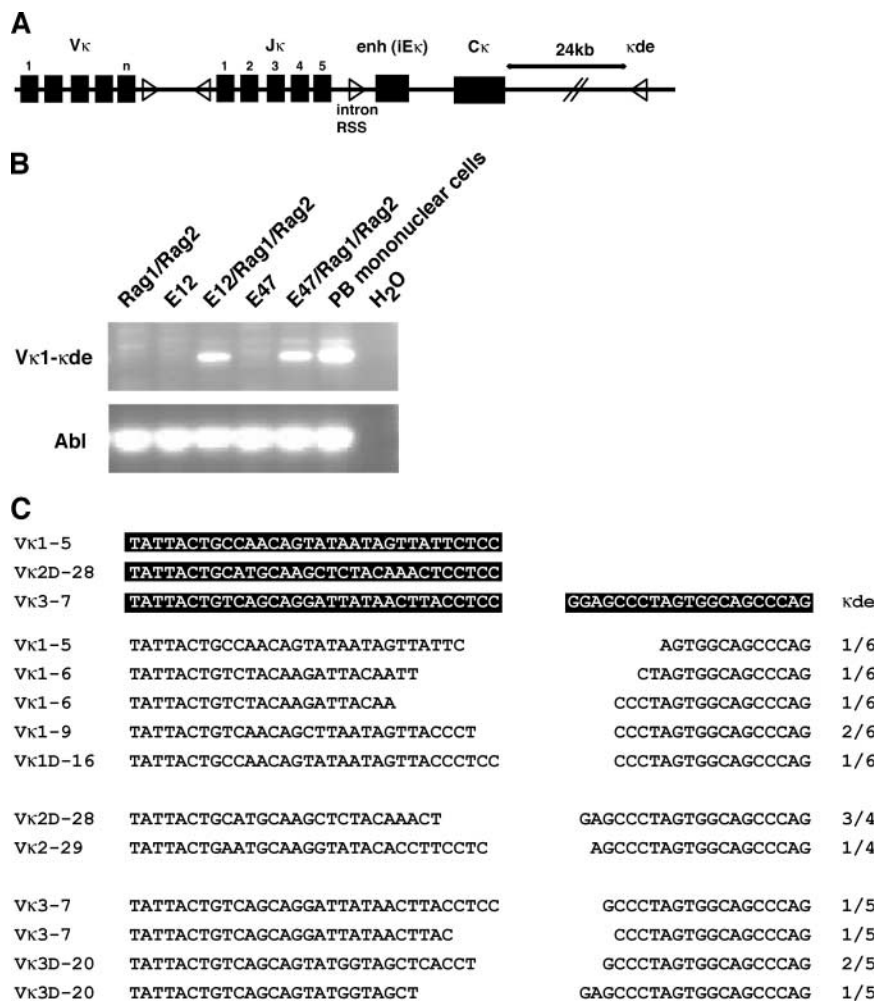 A
Vκ Jκ enh (iEκ) Cκ 24kb κde
1 n 1 2 3 4 5
intron
RSS
B
Rag1/Rag2 E12 E12/Rag1/Rag2 E47 E47/Rag1/Rag2 PB mononuclear cells H2O
Vκ1-κde
Abl
C
Vκ1-5 TATTACTGCCAACAGTATAATAGTTATTCTCC
Vκ2D-28 TATTACTGCATGCAAGCTCTACAAACTCCTCC
Vκ3-7 TATTACTGTCAGCAGGATTATAACTTACCTCC GGAGCCCTAGTGGCAGCCCAG κde
Vκ1-5 TATTACTGCCAACAGTATAATAGTTATTC AGTGGCAGCCCAG 1/6
Vκ1-6 TATTACTGTCTACAAGATTACAATT CTAGTGGCAGCCCAG 1/6
Vκ1-6 TATTACTGTCTACAAGATTACAA CCCTAGTGGCAGCCCAG 1/6
Vκ1-9 TATTACTGTCAACAGCTTAATAGTTACCCT CCCTAGTGGCAGCCCAG 2/6
Vκ1D-16 TATTACTGCCAACAGTATAATAGTTACCCTCC CCCTAGTGGCAGCCCAG 1/6
Vκ2D-28 TATTACTGCATGCAAGCTCTACAAACT GAGCCCTAGTGGCAGCCCAG 3/4
Vκ2-29 TATTACTGAATGCAAGGTATACACCTTCCTC AGCCCTAGTGGCAGCCCAG 1/4
Vκ3-7 TATTACTGTCAGCAGGATTATAACTTACCTCC GCCCTAGTGGCAGCCCAG 1/5
Vκ3-7 TATTACTGTCAGCAGGATTATAACTTAC CCCTAGTGGCAGCCCAG 1/5
Vκ3D-20 TATTACTGTCAGCAGTATGGTAGCTCACCT GCCCTAGTGGCAGCCCAG 2/5
Vκ3D-20 TATTACTGTCAGCAGTATGGTAGCT GAGCCCTAGTGGCAGCCCAG 1/5